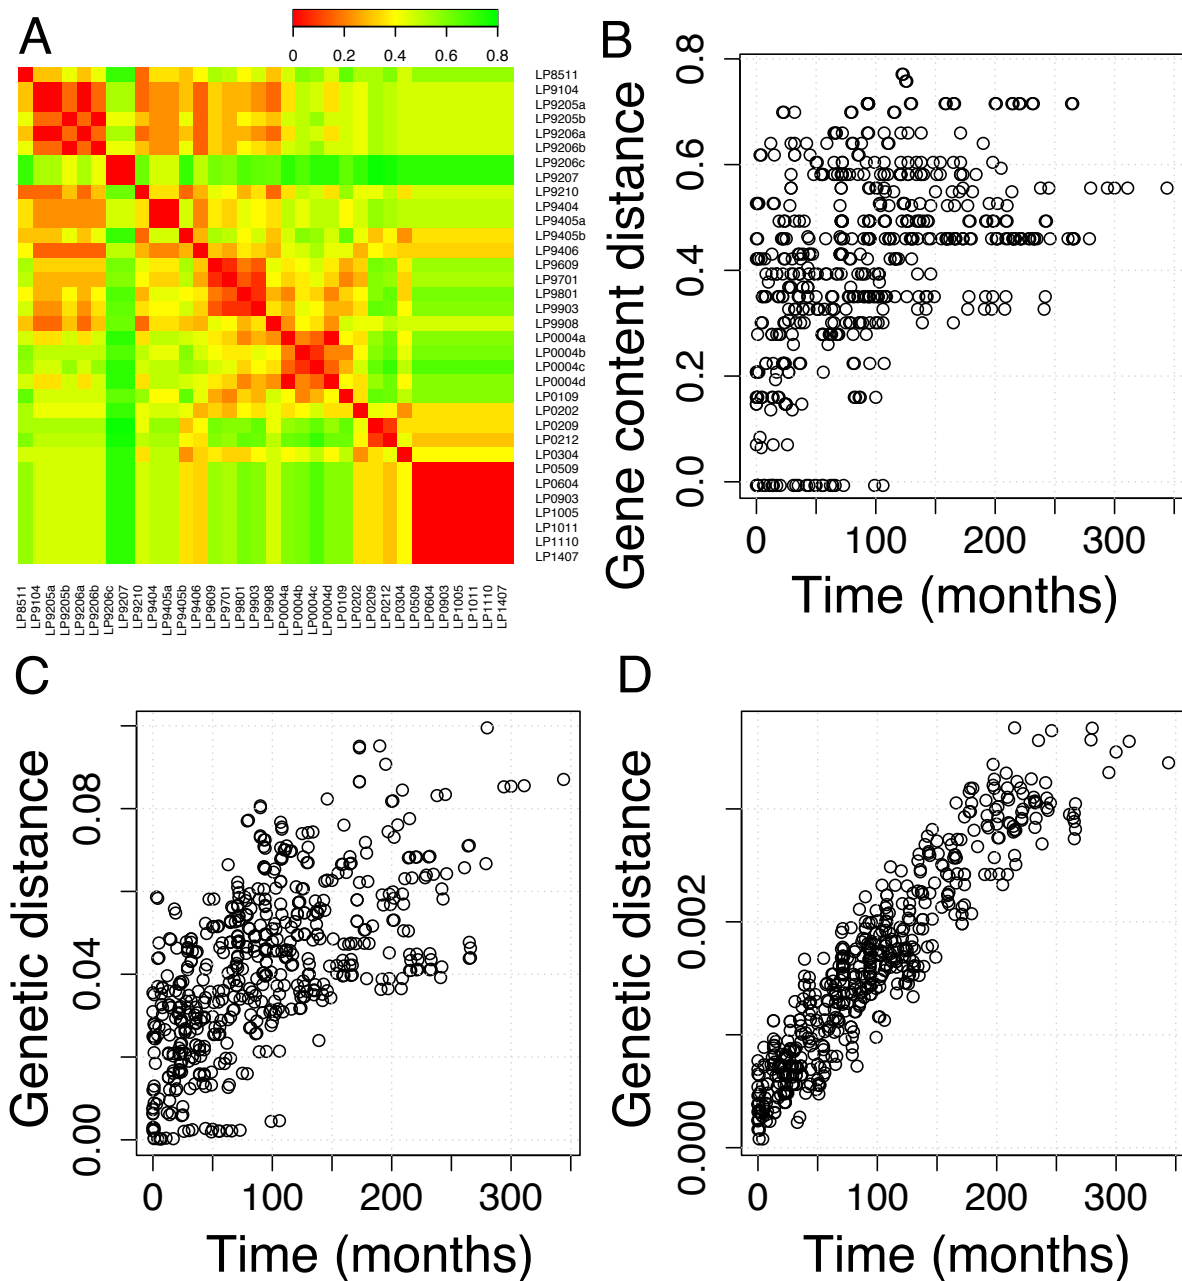 A
0 0.2 0.4 0.6 0.8
LP8511
LP9104
LP9205a
LP9205b
LP9206a
LP9206b
LP9206c
LP9207
LP9210
LP9404
LP9405a
LP9405b
LP9406
LP9609
LP9701
LP9801
LP9903
LP9908
LP0004a
LP0004b
LP0004c
LP0004d
LP0109
LP0202
LP0209
LP0212
LP0304
LP0509
LP0604
LP0903
LP1005
LP1011
LP1110
LP1407
LP8511
LP9104
LP9205a
LP9205b
LP9206a
LP9206b
LP9206c
LP9207
LP9210
LP9404
LP9405a
LP9405b
LP9406
LP9609
LP9701
LP9801
LP9903
LP9908
LP0004a
LP0004b
LP0004c
LP0004d
LP0109
LP0202
LP0209
LP0212
LP0304
LP0509
LP0604
LP0903
LP1005
LP1011
LP1110
LP1407
B
Gene content distance
0.0 0.2 0.4 0.6 0.8
0 100 200 300
Time (months)
C
Genetic distance
0.00 0.04 0.08
0 100 200 300
Time (months)
D
Genetic distance
0.000 0.002
0 100 200 300
Time (months)